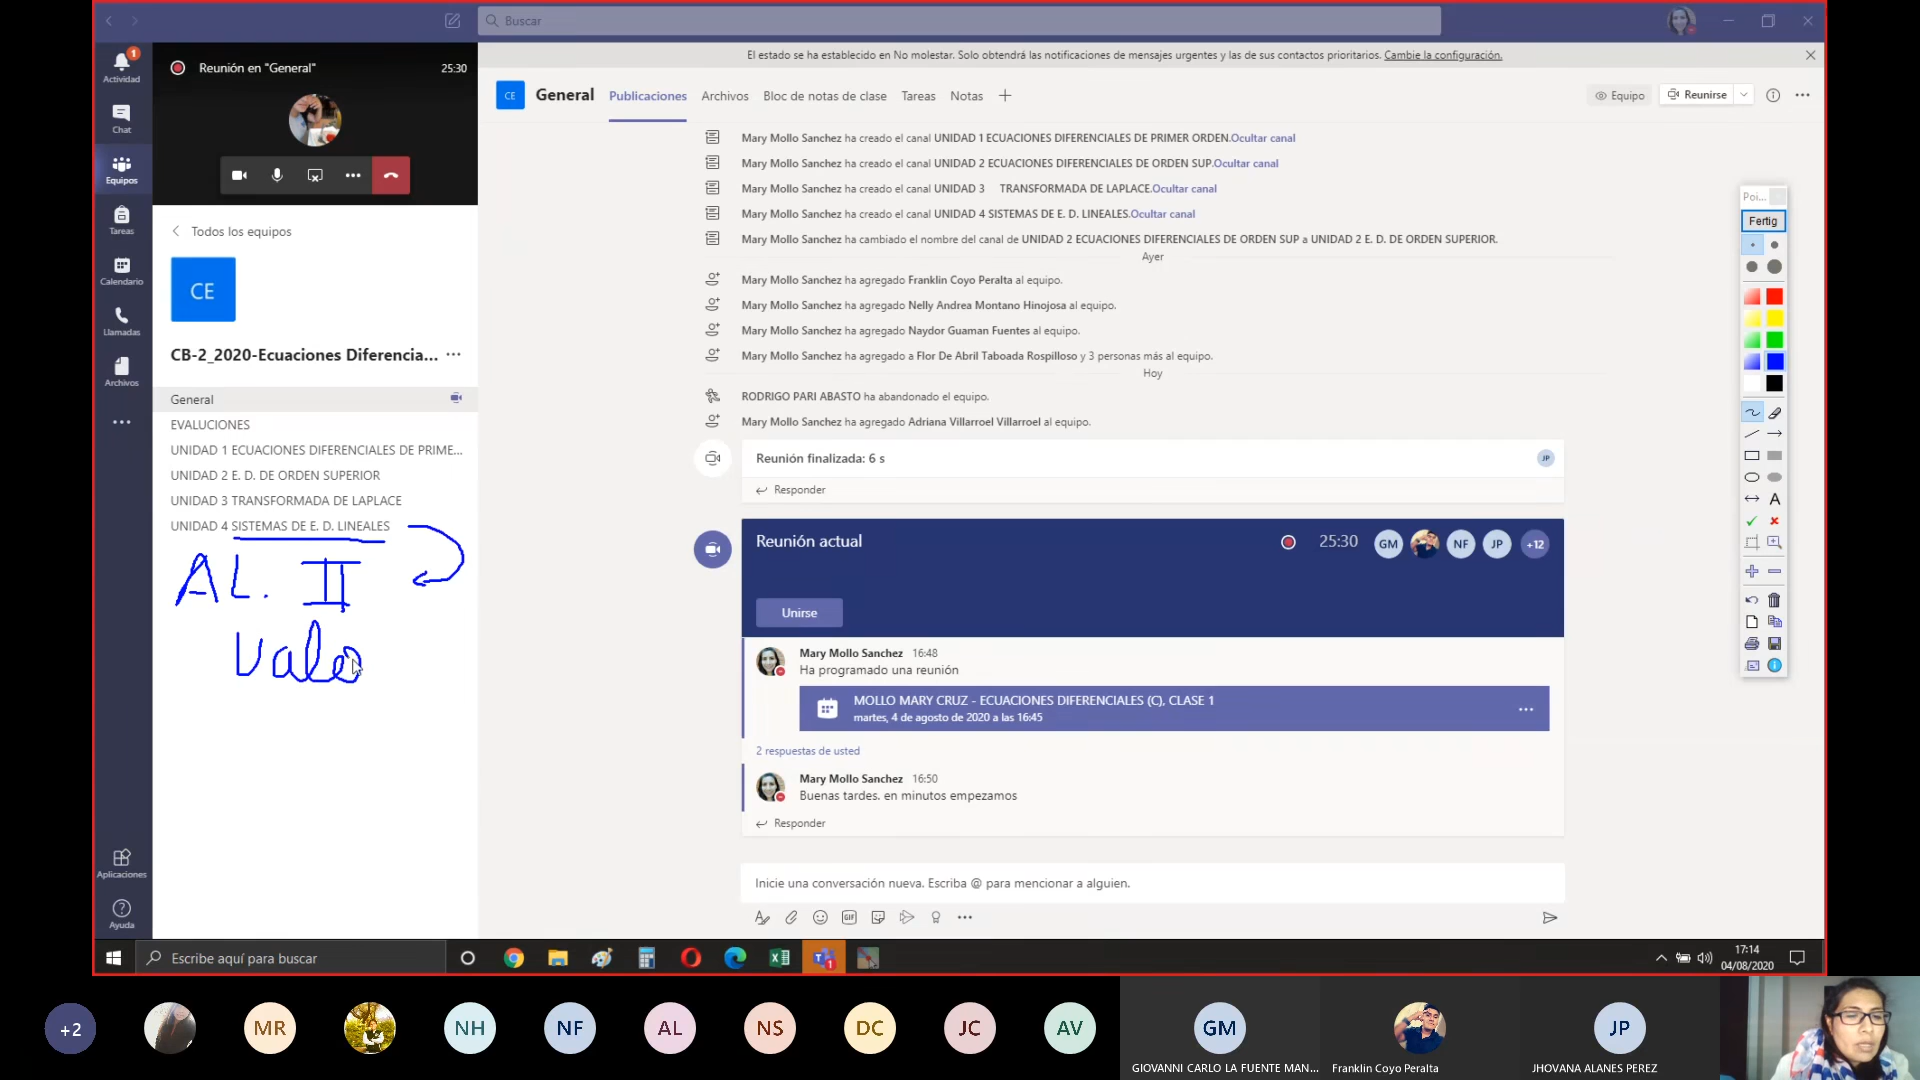 Buscar
El estado se ha establecido en No molestar. Solo obtendrá las notificaciones de mensajes urgentes y las de sus contactos prioritarios. Cambie la configuración.
1
Actividad
Chat
Equipos
Tareas
Calendario
Llamadas
Archivos
Aplicaciones
Ayuda
Reunión en "General"
25:30
Todos los equipos
CE
CB-2_2020-Ecuaciones Diferencia...
General
EVALUCIONES
UNIDAD 1 ECUACIONES DIFERENCIALES DE PRIME...
UNIDAD 2 E. D. DE ORDEN SUPERIOR
UNIDAD 3 TRANSFORMADA DE LAPLACE
UNIDAD 4 SISTEMAS DE E. D. LINEALES
AL. II
Valo
CE
General
Publicaciones
Archivos
Bloc de notas de clase
Tareas
Notas
Equipo
Reunirse
Mary Mollo Sanchez ha creado el canal UNIDAD 1 ECUACIONES DIFERENCIALES DE PRIMER ORDEN.Ocultar canal
Mary Mollo Sanchez ha creado el canal UNIDAD 2 ECUACIONES DIFERENCIALES DE ORDEN SUP.Ocultar canal
Mary Mollo Sanchez ha creado el canal UNIDAD 3 TRANSFORMADA DE LAPLACE.Ocultar canal
Mary Mollo Sanchez ha creado el canal UNIDAD 4 SISTEMAS DE E. D. LINEALES.Ocultar canal
Mary Mollo Sanchez ha cambiado el nombre del canal de UNIDAD 2 ECUACIONES DIFERENCIALES DE ORDEN SUP a UNIDAD 2 E. D. DE ORDEN SUPERIOR.
Ayer
Mary Mollo Sanchez ha agregado Franklin Coyo Peralta al equipo.
Mary Mollo Sanchez ha agregado Nelly Andrea Montano Hinojosa al equipo.
Mary Mollo Sanchez ha agregado Naydor Guaman Fuentes al equipo.
Mary Mollo Sanchez ha agregado a Flor De Abril Taboada Rospilloso y 3 personas más al equipo.
Hoy
RODRIGO PARI ABASTO ha abandonado el equipo.
Mary Mollo Sanchez ha agregado Adriana Villarroel Villarroel al equipo.
Reunión finalizada: 6 s
JP
Responder
Reunión actual
25:30
GM
NF
JP
+12
Unirse
Mary Mollo Sanchez 16:48
Ha programado una reunión
MOLLO MARY CRUZ - ECUACIONES DIFERENCIALES (C), CLASE 1
martes, 4 de agosto de 2020 a las 16:45
2 respuestas de usted
Mary Mollo Sanchez 16:50
Buenas tardes. en minutos empezamos
Responder
Inicie una conversación nueva. Escriba @ para mencionar a alguien.
GIF
Poi...
Fertig
A
Escribe aquí para buscar
17:14
04/08/2020
+2
MR
NH
NF
AL
NS
DC
JC
AV
GM
JP
GIOVANNI CARLO LA FUENTE MAN...
Franklin Coyo Peralta
JHOVANA ALANES PEREZ